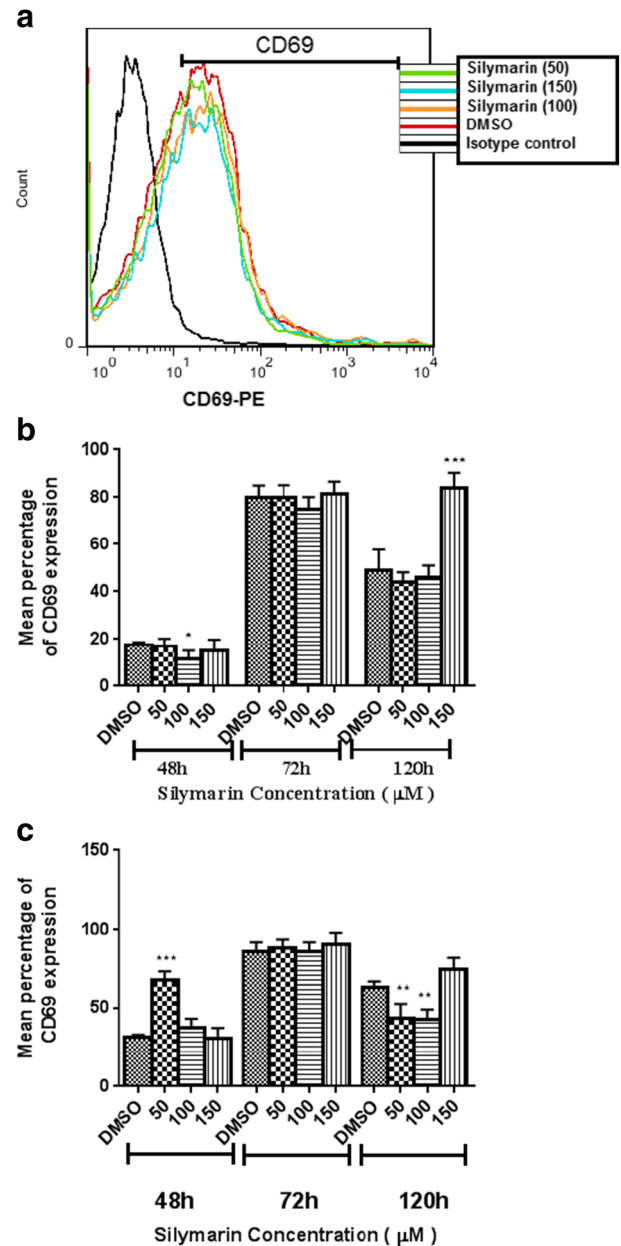 a
CD69
Silymarin (50)
Silymarin (150)
Silymarin (100)
DMSO
Isotype control
Count
0
10^0 10^1 10^2 10^3 10^4
CD69-PE
b
Mean percentage
of CD69 expression
100
80
60
40
20
0
*
***
DMSO 50 100 150 DMSO 50 100 150 DMSO 50 100 150
48h 72h 120h
Silymarin Concentration ( µM )
c
Mean percentage of
CD69 expression
150
100
50
0
***
** **
DMSO 50 100 150 DMSO 50 100 150 DMSO 50 100 150
48h 72h 120h
Silymarin Concentration ( µM )